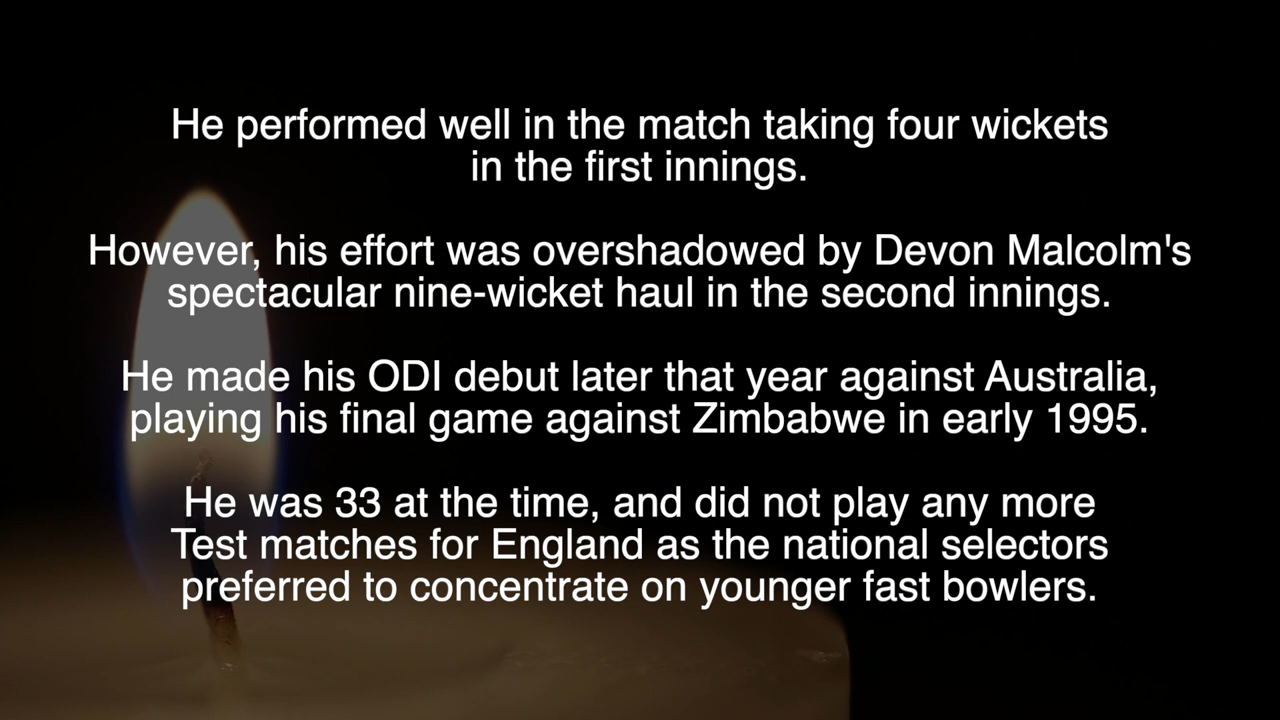 He performed well in the match taking four wickets
in the first innings.
However, his effort was overshadowed by Devon Malcolm's
spectacular nine-wicket haul in the second innings.
He made his ODI debut later that year against Australia,
playing his final game against Zimbabwe in early 1995.
He was 33 at the time, and did not play any more
Test matches for England as the national selectors
preferred to concentrate on younger fast bowlers.